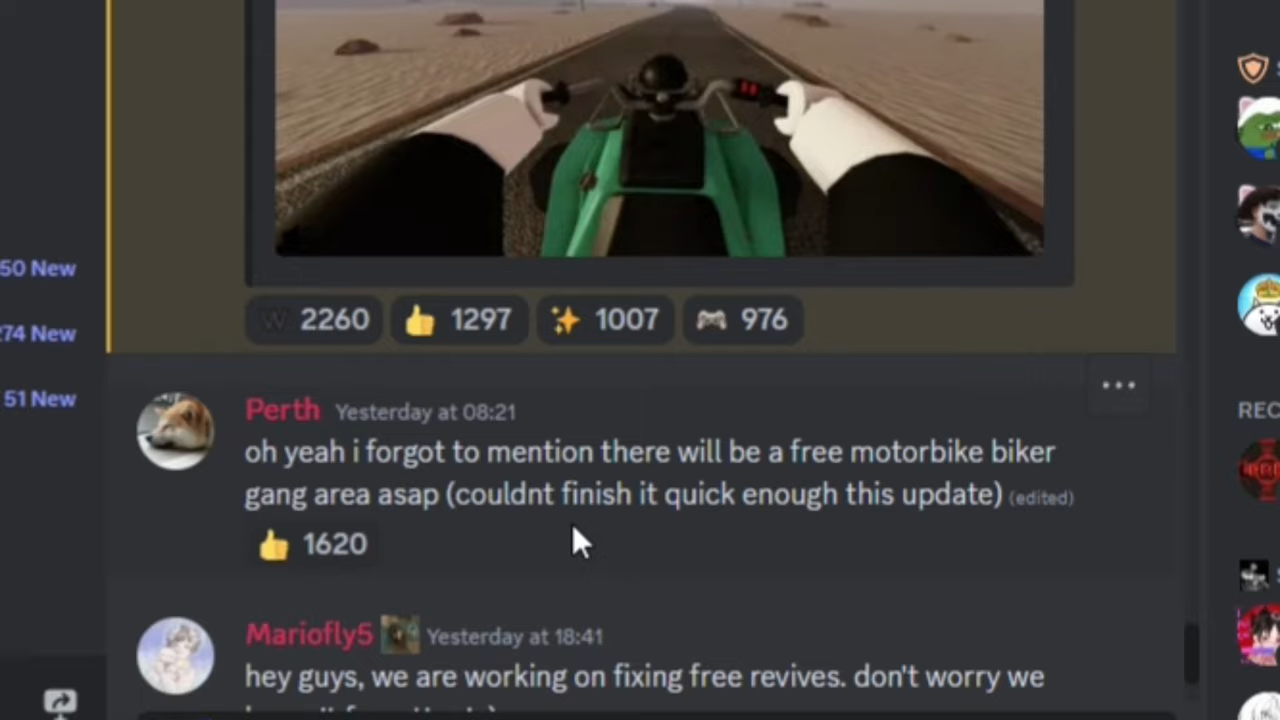 50 New
274 New
51 New
W 2260 1297 1007 976
Perth Yesterday at 08:21
oh yeah i forgot to mention there will be a free motorbike biker
gang area asap (couldnt finish it quick enough this update) (edited)
1620
Mariofly5 Yesterday at 18:41
hey guys, we are working on fixing free revives. don't worry we
REC